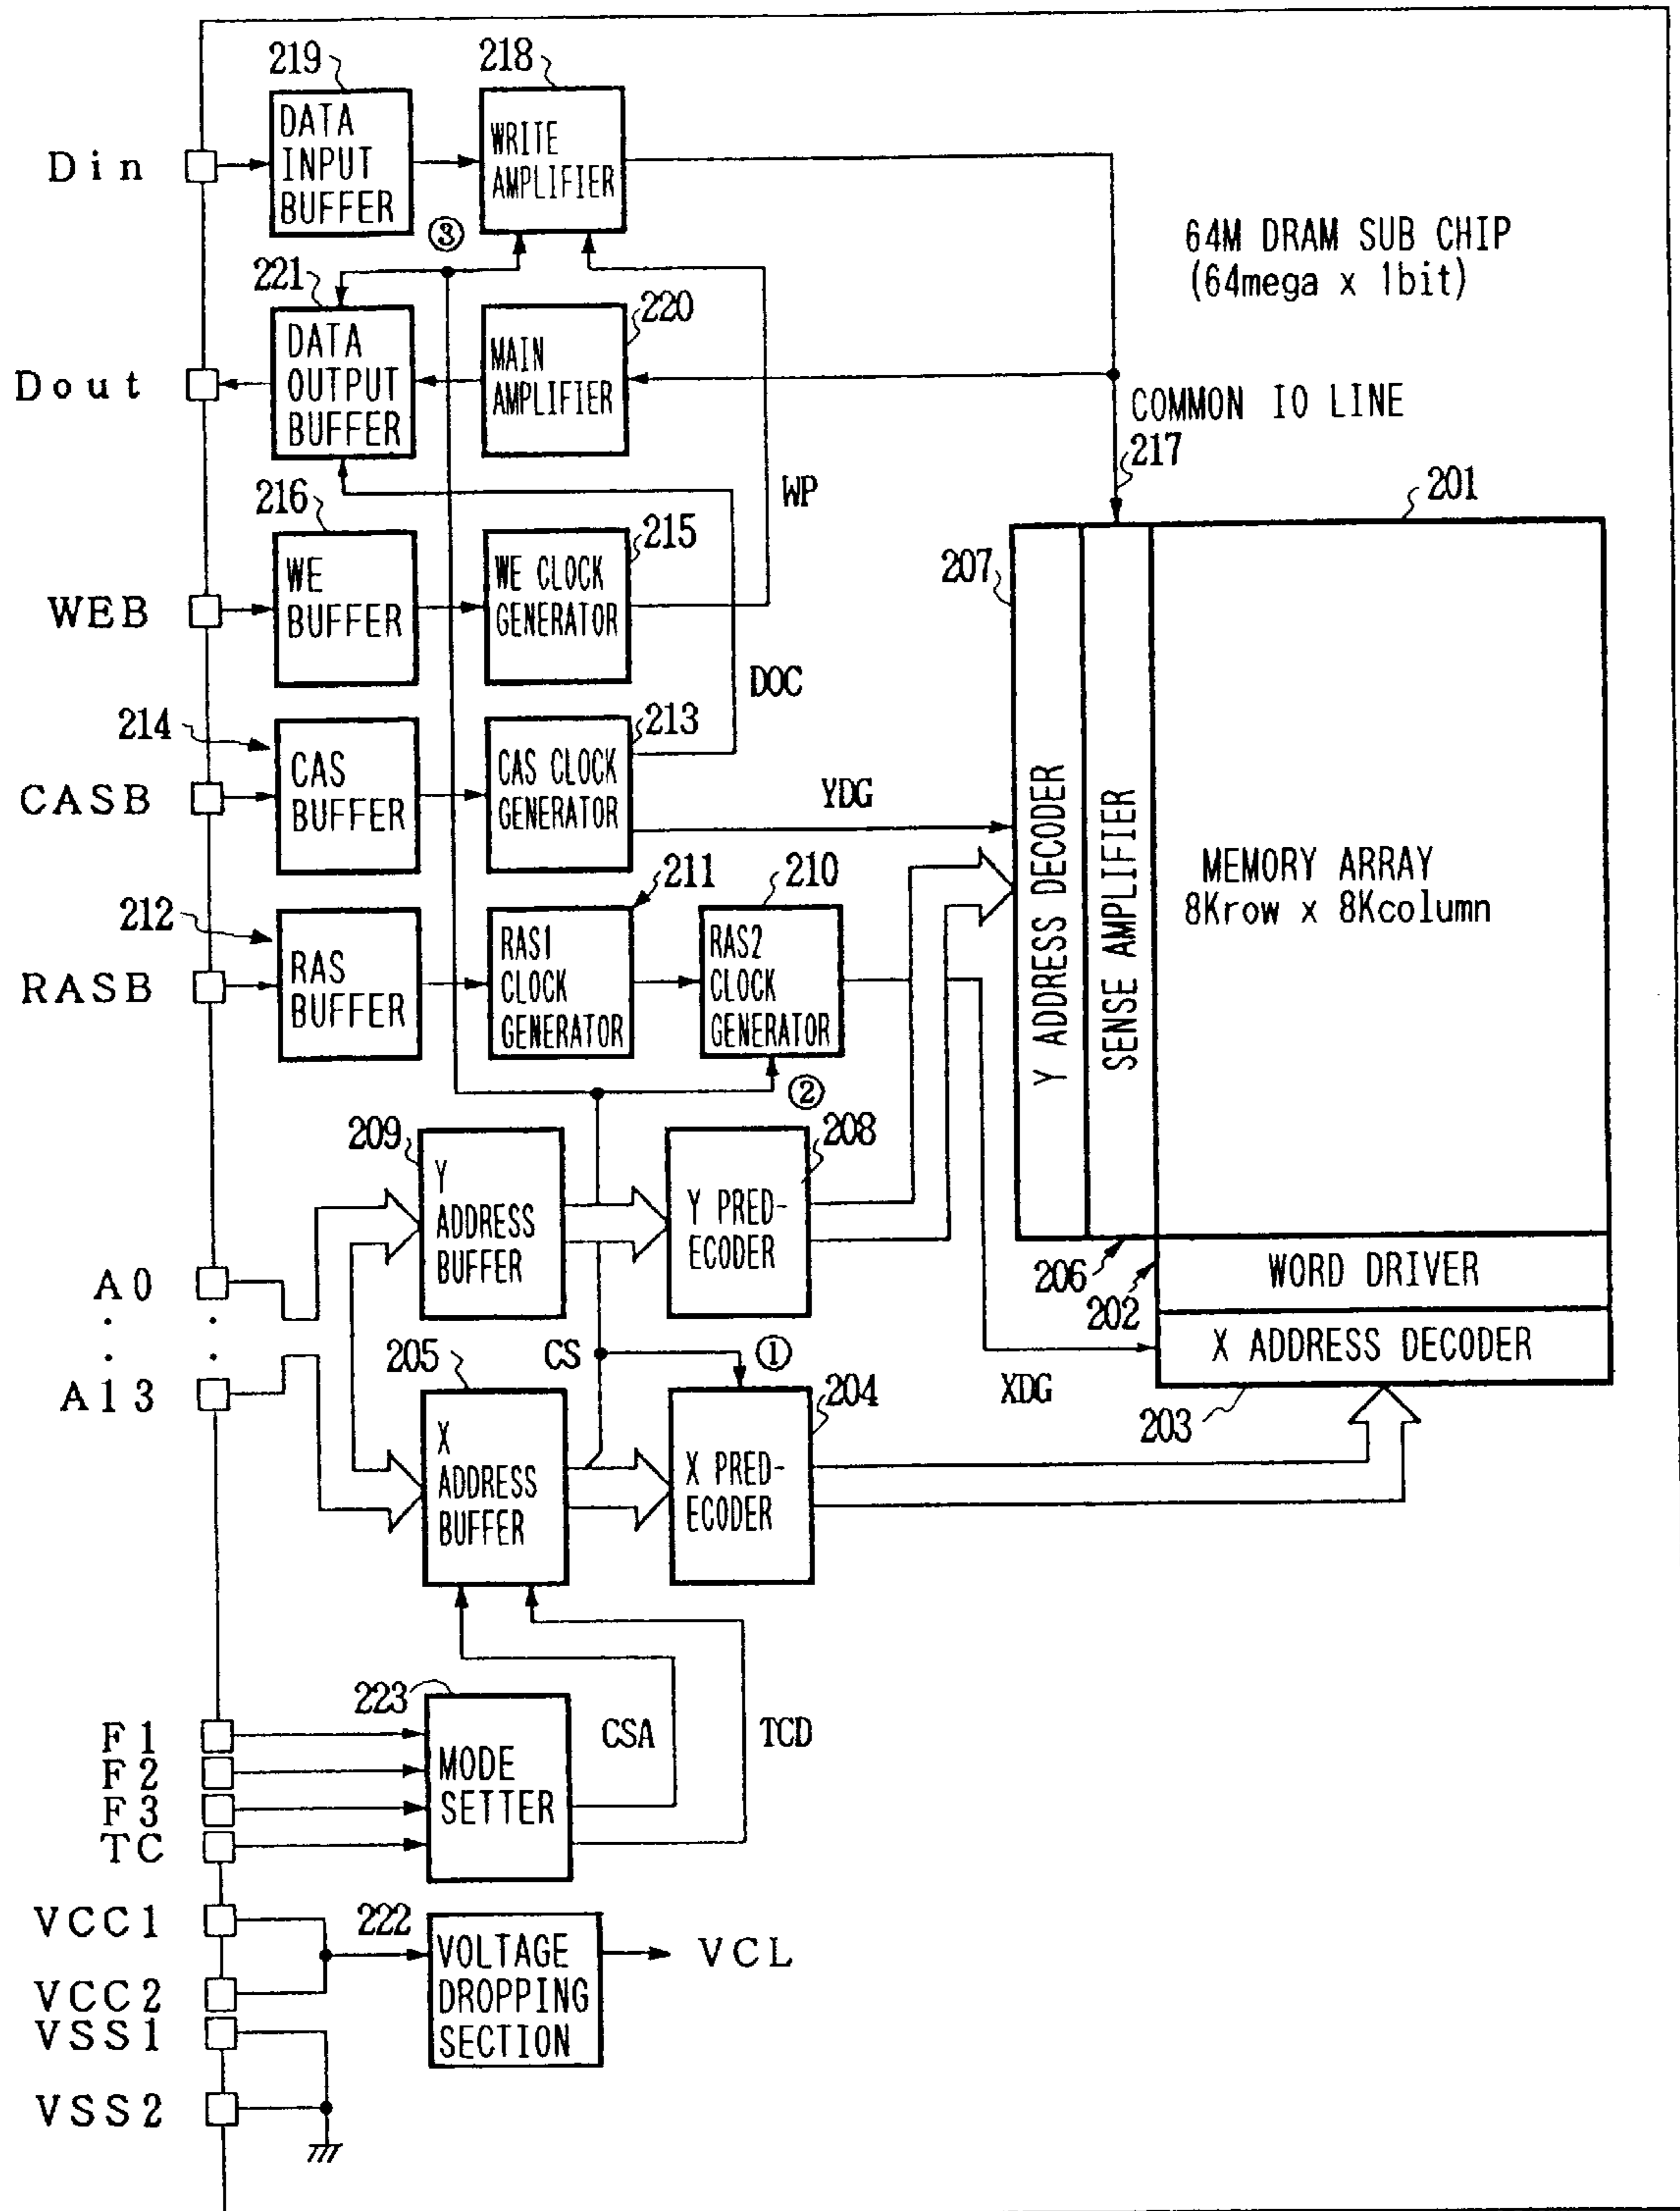 219
218
Din
DATA
INPUT
BUFFER
WRITE
AMPLIFIER
③
64M DRAM SUB CHIP
(64mega x 1bit)
221
220
Dout
DATA
OUTPUT
BUFFER
MAIN
AMPLIFIER
COMMON IO LINE
217
WP
201
216
215
207
WEB
WE
BUFFER
WE CLOCK
GENERATOR
DOC
214
213
CASB
CAS
BUFFER
CAS CLOCK
GENERATOR
YDG
Y ADDRESS DECODER
SENSE AMPLIFIER
MEMORY ARRAY
8Krow x 8Kcolumn
212
211
210
RASB
RAS
BUFFER
RAS1
CLOCK
GENERATOR
RAS2
CLOCK
GENERATOR
②
209
208
Y
ADDRESS
BUFFER
Y PRED-
ECODER
206
202
WORD DRIVER
X ADDRESS DECODER
203
A0
.
.
.
.
A13
205
CS
①
204
XDG
X
ADDRESS
BUFFER
X PRED-
ECODER
223
CSA
TCD
F1
F2
F3
TC
MODE
SETTER
VCC1
VCC2
VSS1
VSS2
222
VOLTAGE
DROPPING
SECTION
VCL